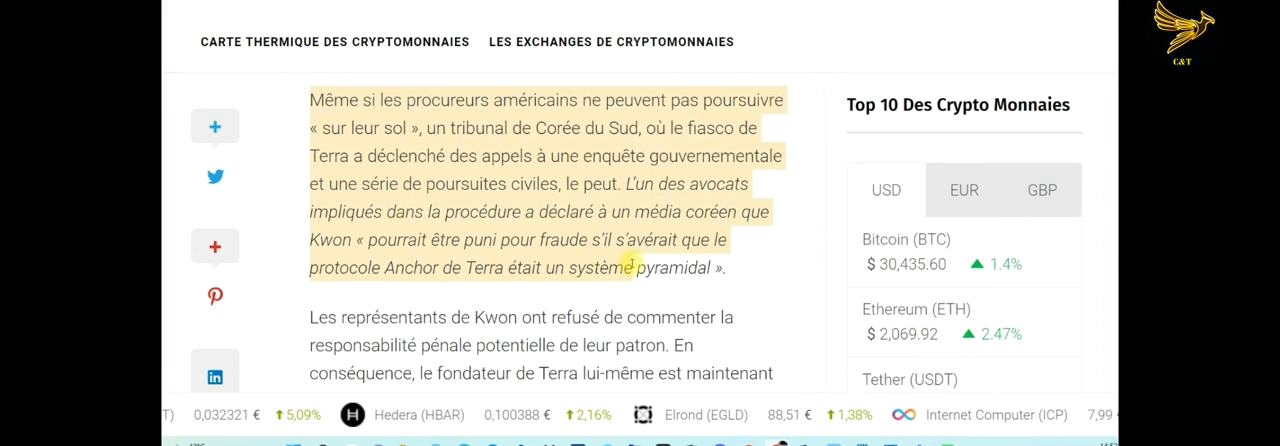 C&T
CARTE THERMIQUE DES CRYPTOMONNAIES LES EXCHANGES DE CRYPTOMONNAIES
Même si les procureurs américains ne peuvent pas poursuivre
« sur leur sol », un tribunal de Corée du Sud, où le fiasco de
Terra a déclenché des appels à une enquête gouvernementale
et une série de poursuites civiles, le peut. L'un des avocats
impliqués dans la procédure a déclaré à un média coréen que
Kwon « pourrait être puni pour fraude s'il s'avérait que le
protocole Anchor de Terra était un système pyramidal ».
Les représentants de Kwon ont refusé de commenter la
responsabilité pénale potentielle de leur patron. En
conséquence, le fondateur de Terra lui-même est maintenant
Top 10 Des Crypto Monnaies
USD EUR GBP
Bitcoin (BTC)
$ 30,435.60 1.4%
Ethereum (ETH)
$ 2,069.92 2.47%
Tether (USDT)
T) 0,032321 € 5,09% Hedera (HBAR) 0,100388 € 2,16% Elrond (EGLD) 88,51 € 1,38% Internet Computer (ICP) 7,99